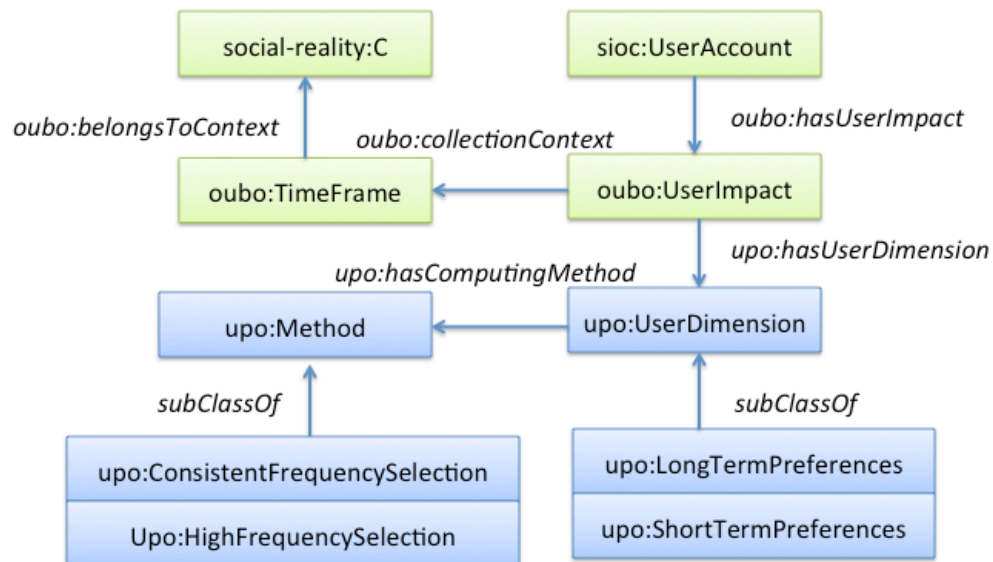 social-reality:C
sioc:UserAccount
oubo:belongsToContext
oubo:hasUserImpact
oubo:collectionContext
oubo:TimeFrame
oubo:UserImpact
upo:hasUserDimension
upo:hasComputingMethod
upo:Method
upo:UserDimension
subClassOf
subClassOf
upo:ConsistentFrequencySelection
upo:LongTermPreferences
Upo:HighFrequencySelection
upo:ShortTermPreferences